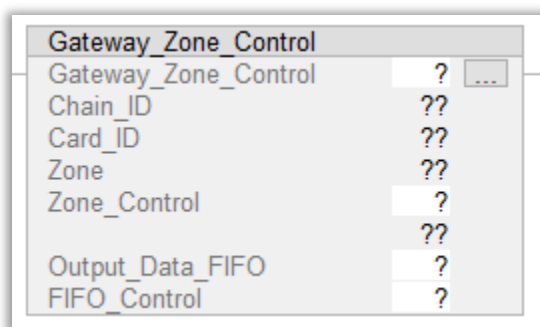 Gateway_Zone_Control
Gateway_Zone_Control ? ...
Chain_ID ??
Card_ID ??
Zone ??
Zone_Control ?
??
Output_Data_FIFO ?
FIFO_Control ?